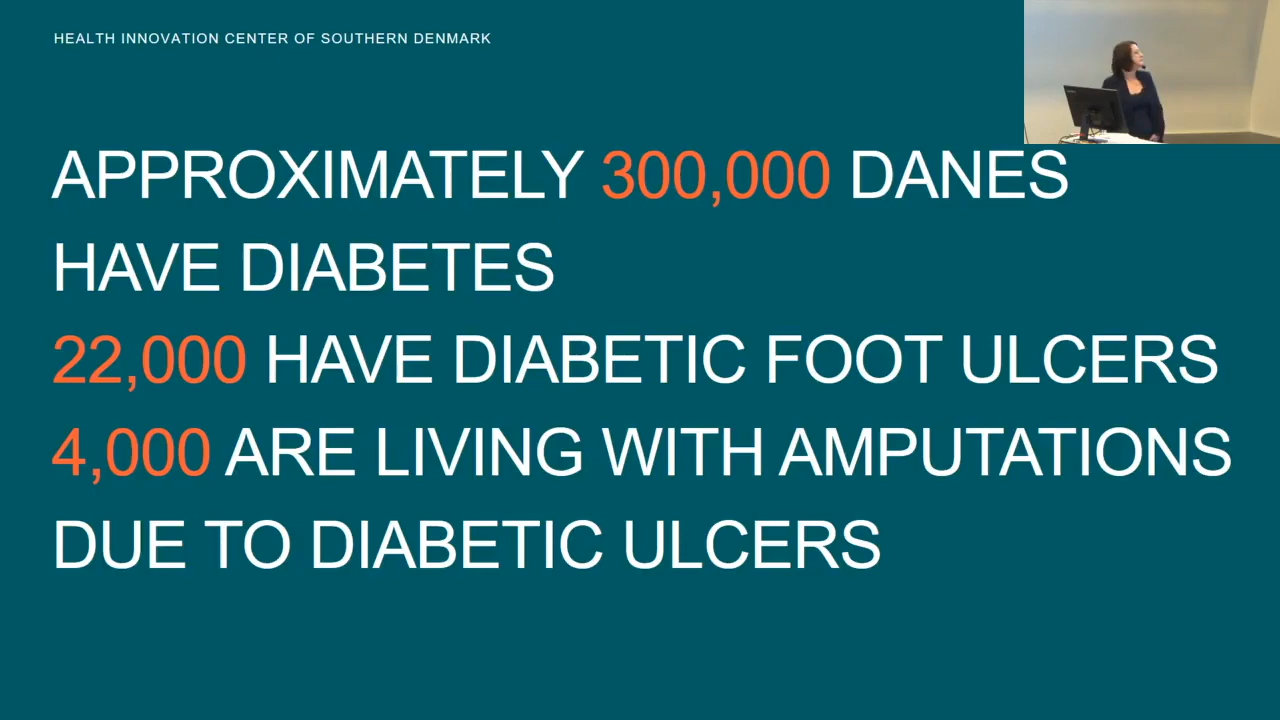 HEALTH INNOVATION CENTER OF SOUTHERN DENMARK
APPROXIMATELY 300,000 DANES
HAVE DIABETES
22,000 HAVE DIABETIC FOOT ULCERS
4,000 ARE LIVING WITH AMPUTATIONS
DUE TO DIABETIC ULCERS